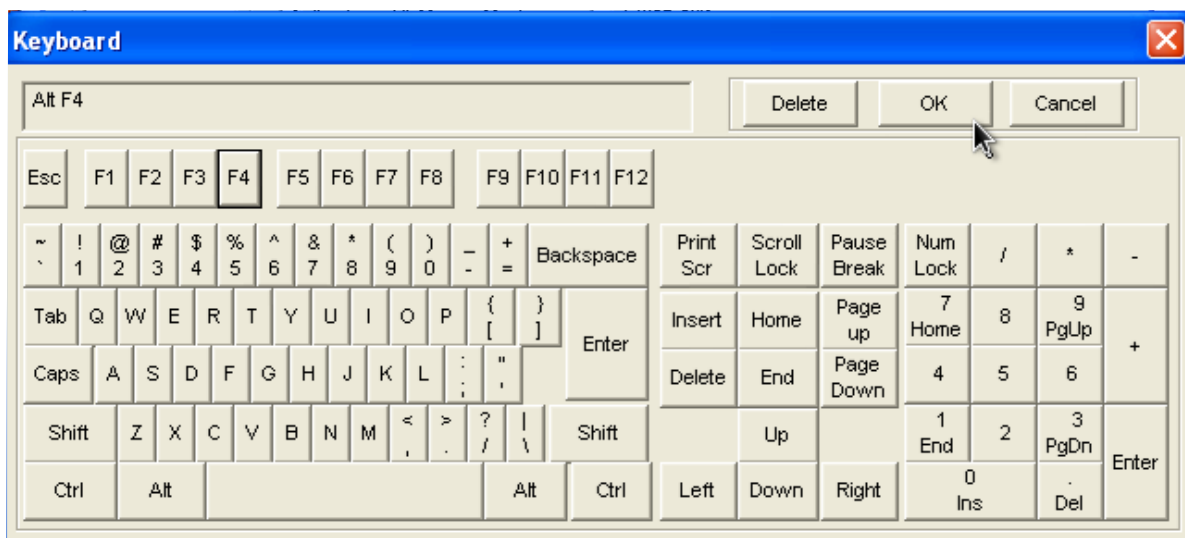 Keyboard
Alt F4
Delete OK Cancel
Esc F1 F2 F3 F4 F5 F6 F7 F8 F9 F10 F11 F12
~ ! @ # $ % ^ & * ( ) _ +
` 1 2 3 4 5 6 7 8 9 0 - = Backspace
Print Scr Scroll Lock Pause Break Num Lock / * -
Tab Q W E R T Y U I O P { [ } ] Enter
Insert Home Page up 7 Home 8 9 PgUp +
Caps A S D F G H J K L : ; " '
Delete End Page Down 4 5 6
Shift Z X C V B N M < , > . ? / | \ Shift
Up 1 End 2 3 PgDn Enter
Ctrl Alt Alt Ctrl
Left Down Right 0 Ins . Del